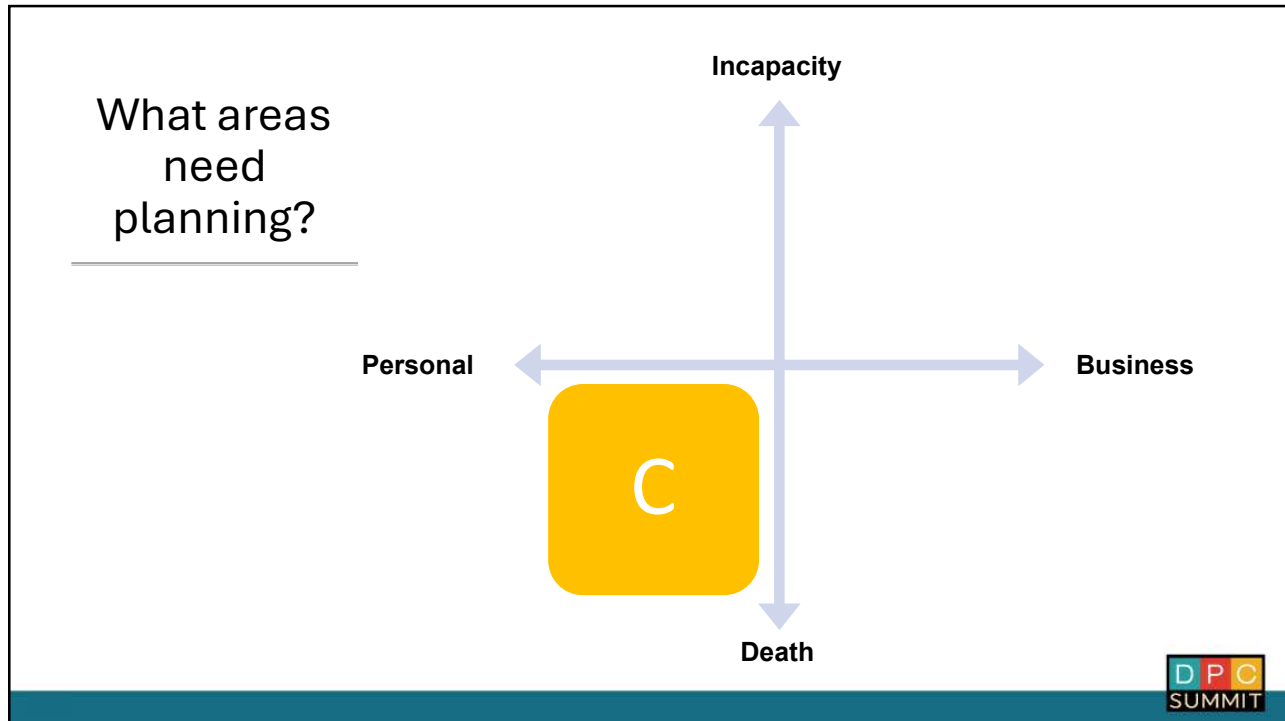 What areas
need
planning?
Incapacity
Personal
Business
C
Death
D P C
SUMMIT